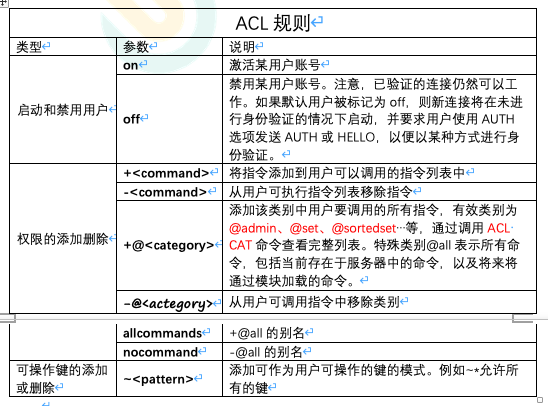 ACL 规则
类型 参数 说明
启动和禁用用户
on 激活某用户账号
off
禁用某用户账号。注意，已验证的连接仍然可以工
作。如果默认用户被标记为 off，则新连接将在未进
行身份验证的情况下启动，并要求用户使用 AUTH
选项发送 AUTH 或 HELLO，以便以某种方式进行身
份验证。
权限的添加删除
+<command> 将指令添加到用户可以调用的指令列表中
-<command> 从用户可执行指令列表移除指令
+@<category>
添加该类别中用户要调用的所有指令，有效类别为
@admin、@set、@sortedset…等，通过调用 ACL
CAT 命令查看完整列表。特殊类别@all 表示所有命
令，包括当前存在于服务器中的命令，以及将来将
通过模块加载的命令。
-@<actegory> 从用户可调用指令中移除类别
allcommands +@all 的别名
nocommand -@all 的别名
可操作键的添加
或删除
~<pattern>
添加可作为用户可操作的键的模式。例如~*允许所
有的键